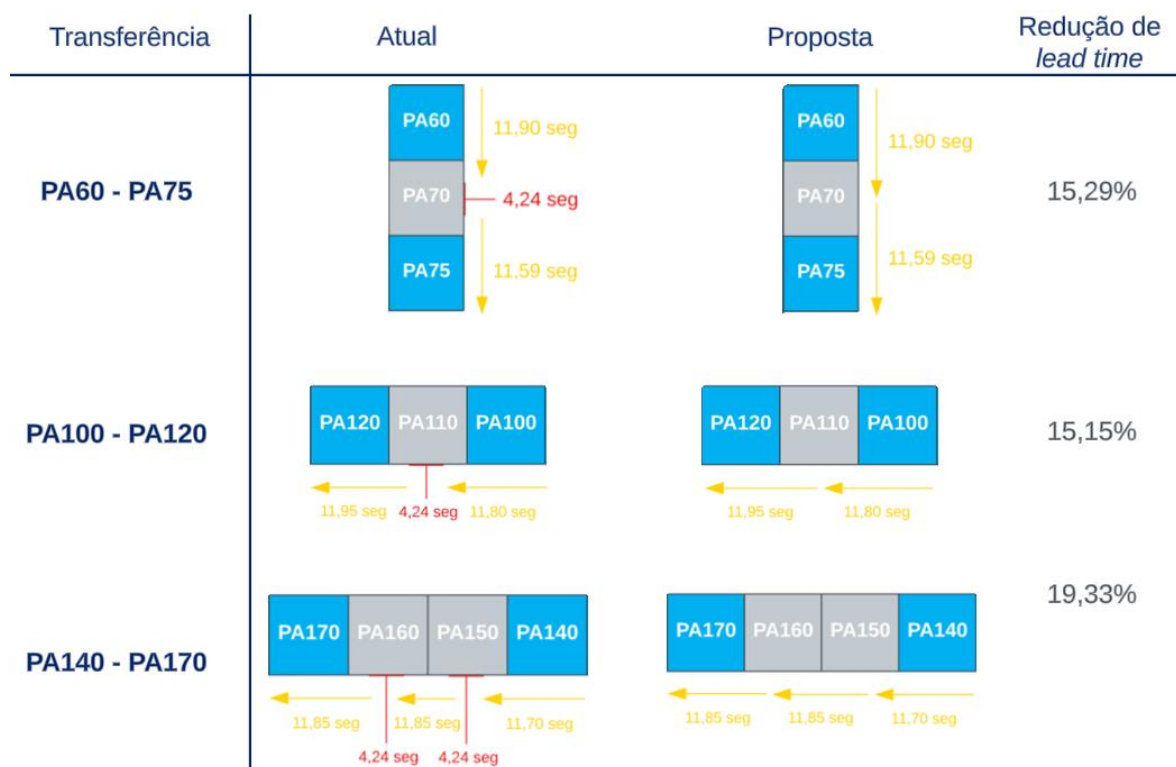 Transferência
Atual
Proposta
Redução de
lead time
PA60 - PA75
PA60
PA70
PA75
11,90 seg
4,24 seg
11,59 seg
PA60
PA70
PA75
11,90 seg
11,59 seg
15,29%
PA100 - PA120
PA120 PA110 PA100
11,95 seg 4,24 seg 11,80 seg
PA120 PA110 PA100
11,95 seg 11,80 seg
15,15%
PA140 - PA170
PA170 PA160 PA150 PA140
11,85 seg 11,85 seg 11,70 seg
4,24 seg 4,24 seg
PA170 PA160 PA150 PA140
11,85 seg 11,85 seg 11,70 seg
19,33%